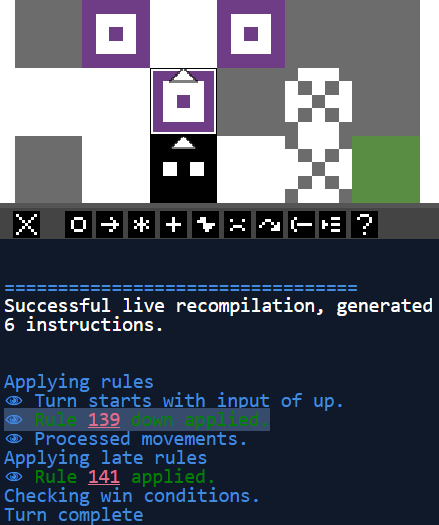 =================================
Successful live recompilation, generated
6 instructions.
Applying rules
Turn starts with input of up.
Rule 139 down applied.
Processed movements.
Applying late rules
Rule 141 applied.
Checking win conditions.
Turn complete